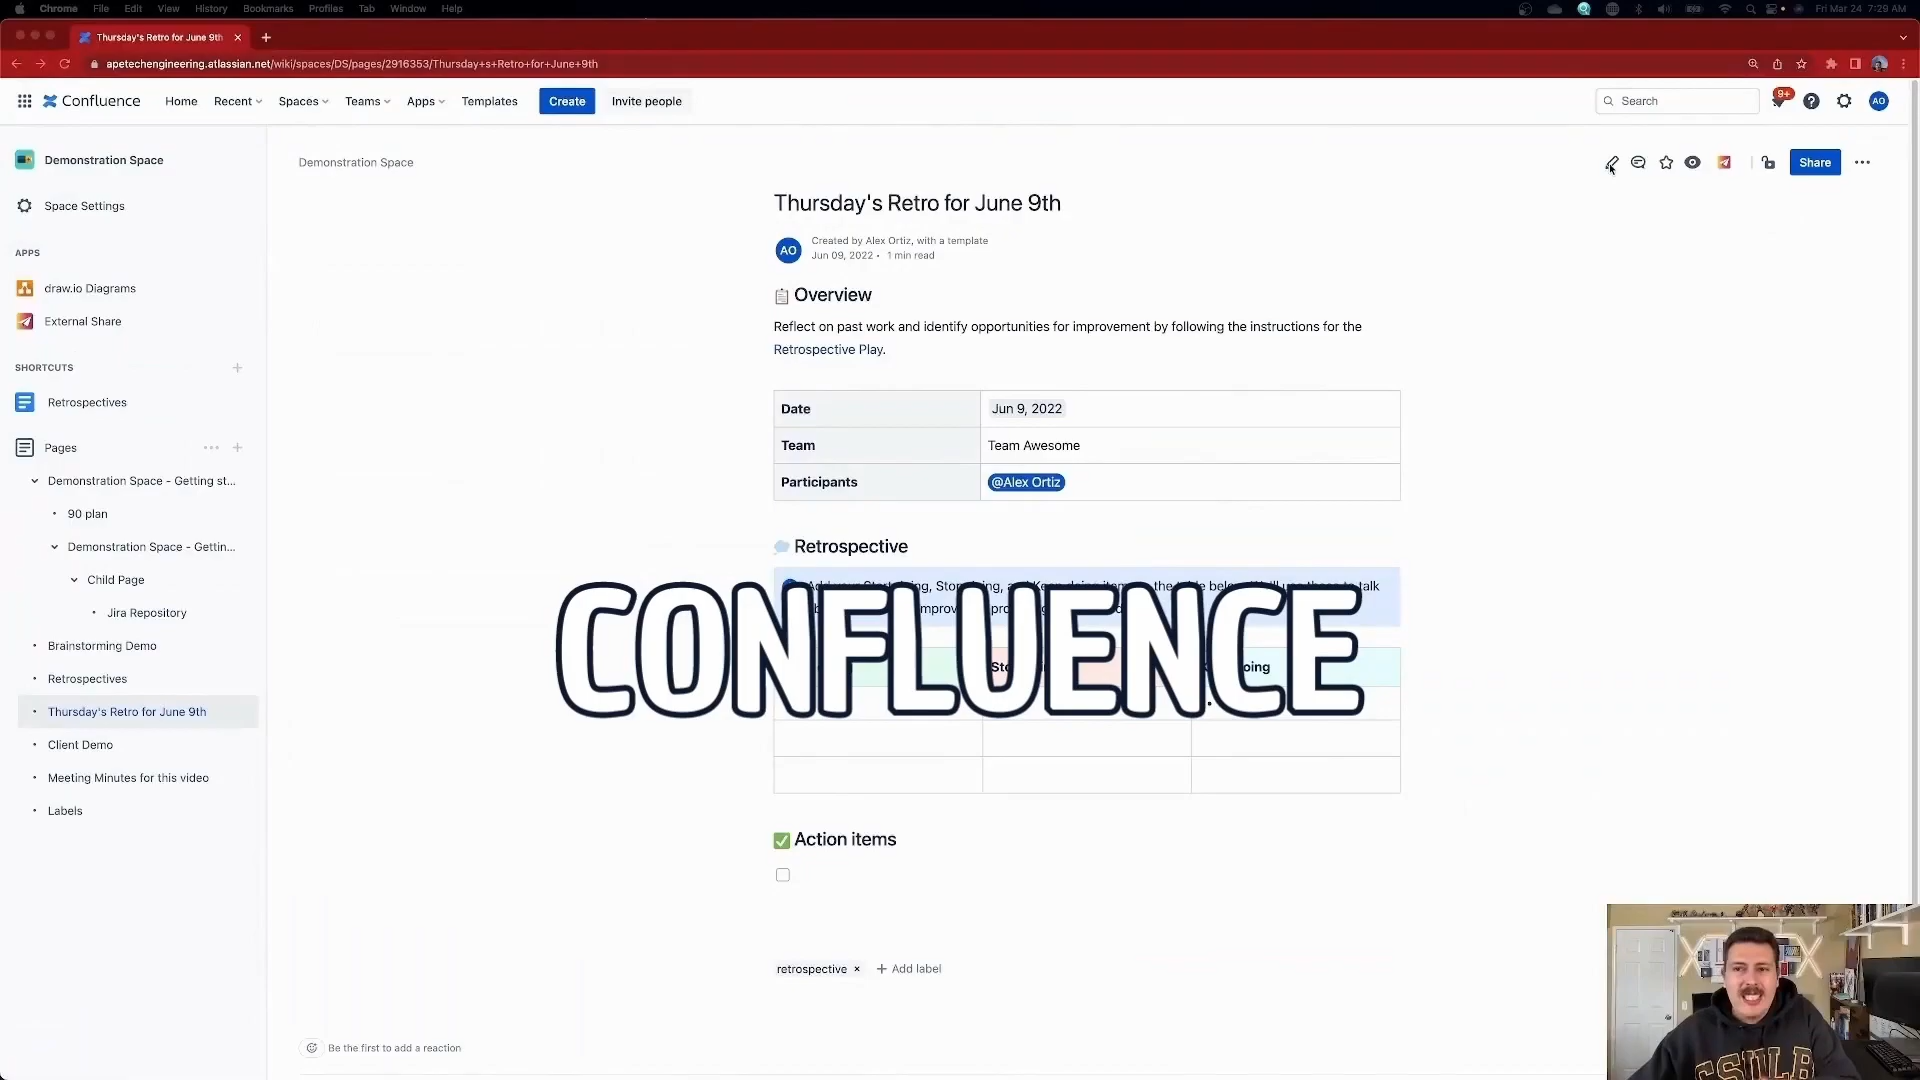 Chrome File Edit View History Bookmarks Profiles Tab Window Help Fri Mar 24 7:29 AM
Thursday's Retro for June 9th
apetechengineering.atlassian.net/wiki/spaces/DS/pages/2916353/Thursday+s+Retro+for+June+9th
Confluence Home Recent Spaces Teams Apps Templates Create Invite people Search 9+ AO
Demonstration Space
Space Settings
APPS
draw.io Diagrams
External Share
SHORTCUTS
Retrospectives
Pages
Demonstration Space - Getting st...
90 plan
Demonstration Space - Gettin...
Child Page
Jira Repository
Brainstorming Demo
Retrospectives
Thursday's Retro for June 9th
Client Demo
Meeting Minutes for this video
Labels
Demonstration Space
Share
Thursday's Retro for June 9th
AO
Created by Alex Ortiz, with a template
Jun 09, 2022 • 1 min read
Overview
Reflect on past work and identify opportunities for improvement by following the instructions for the
Retrospective Play.
Date Jun 9, 2022
Team Team Awesome
Participants @Alex Ortiz
Retrospective
talk
CONFLUENCE
Action items
retrospective × + Add label
Be the first to add a reaction
CSULB